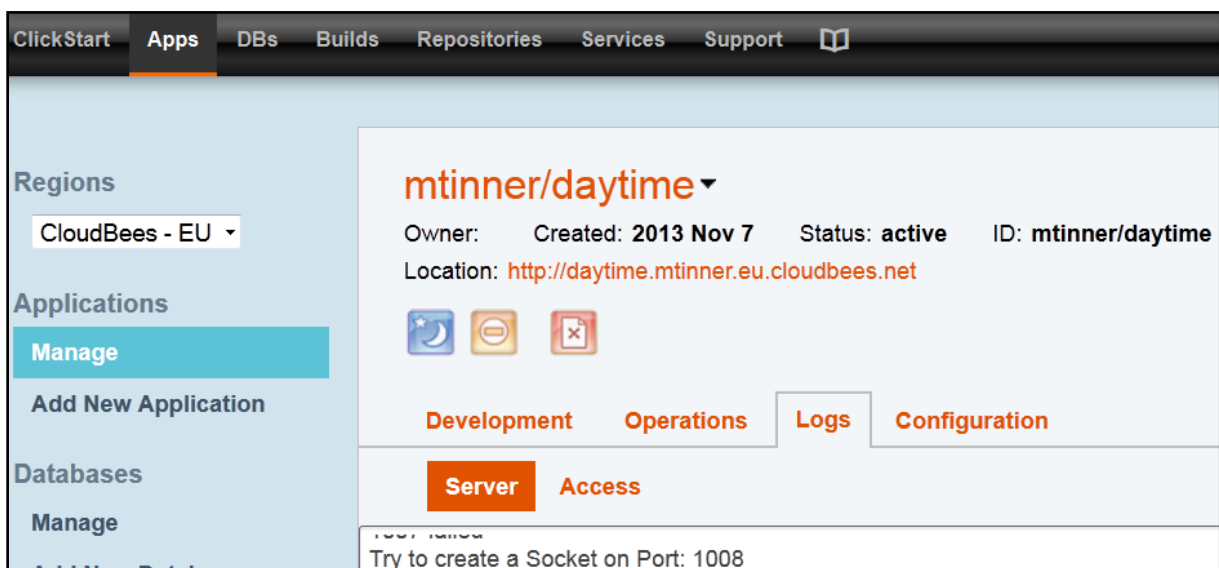 ClickStart Apps DBs Builds Repositories Services Support
Regions
CloudBees - EU
Applications
Manage
Add New Application
Databases
Manage
mtinner/daytime
Owner: Created: 2013 Nov 7 Status: active ID: mtinner/daytime
Location: http://daytime.mtinner.eu.cloudbees.net
Development Operations Logs Configuration
Server Access
Try to create a Socket on Port: 1008